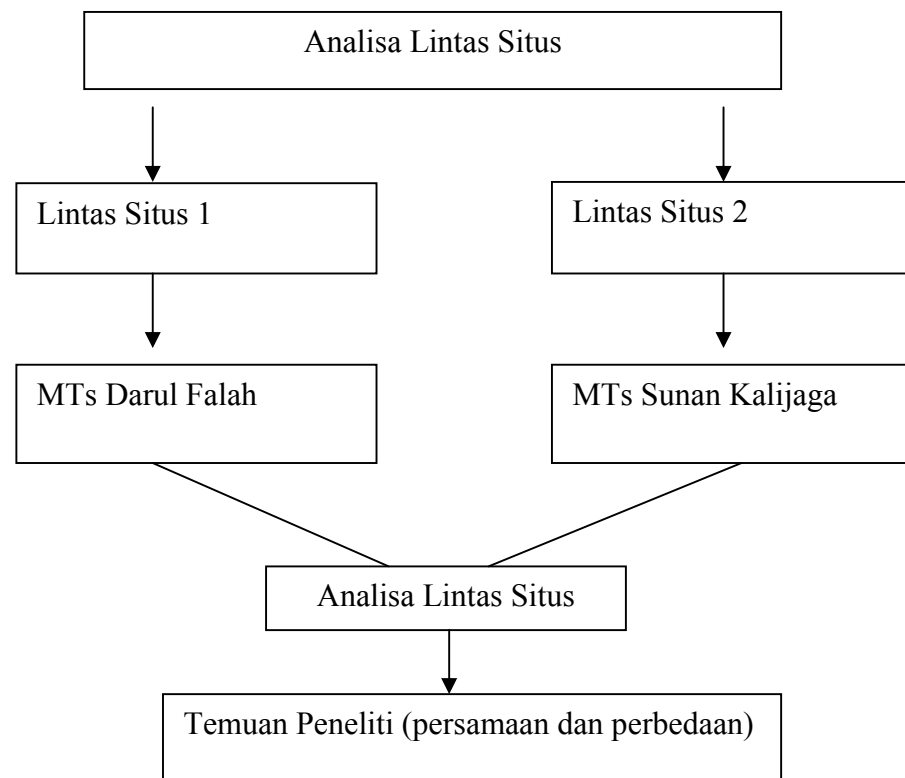 Analisa Lintas Situs
Lintas Situs 1
Lintas Situs 2
MTs Darul Falah
MTs Sunan Kalijaga
Analisa Lintas Situs
Temuan Peneliti (persamaan dan perbedaan)